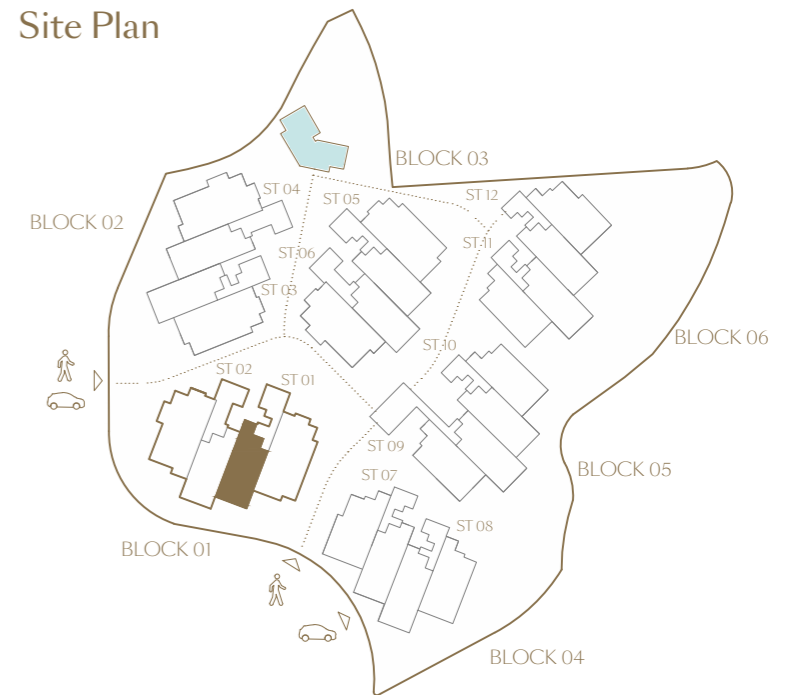 Site Plan
BLOCK 03
ST 04
ST 05
ST 12
BLOCK 02
ST 11
ST 06
ST 03
BLOCK 06
ST 10
ST 02
ST 01
ST 09
BLOCK 05
ST 07
ST 08
BLOCK 01
BLOCK 04